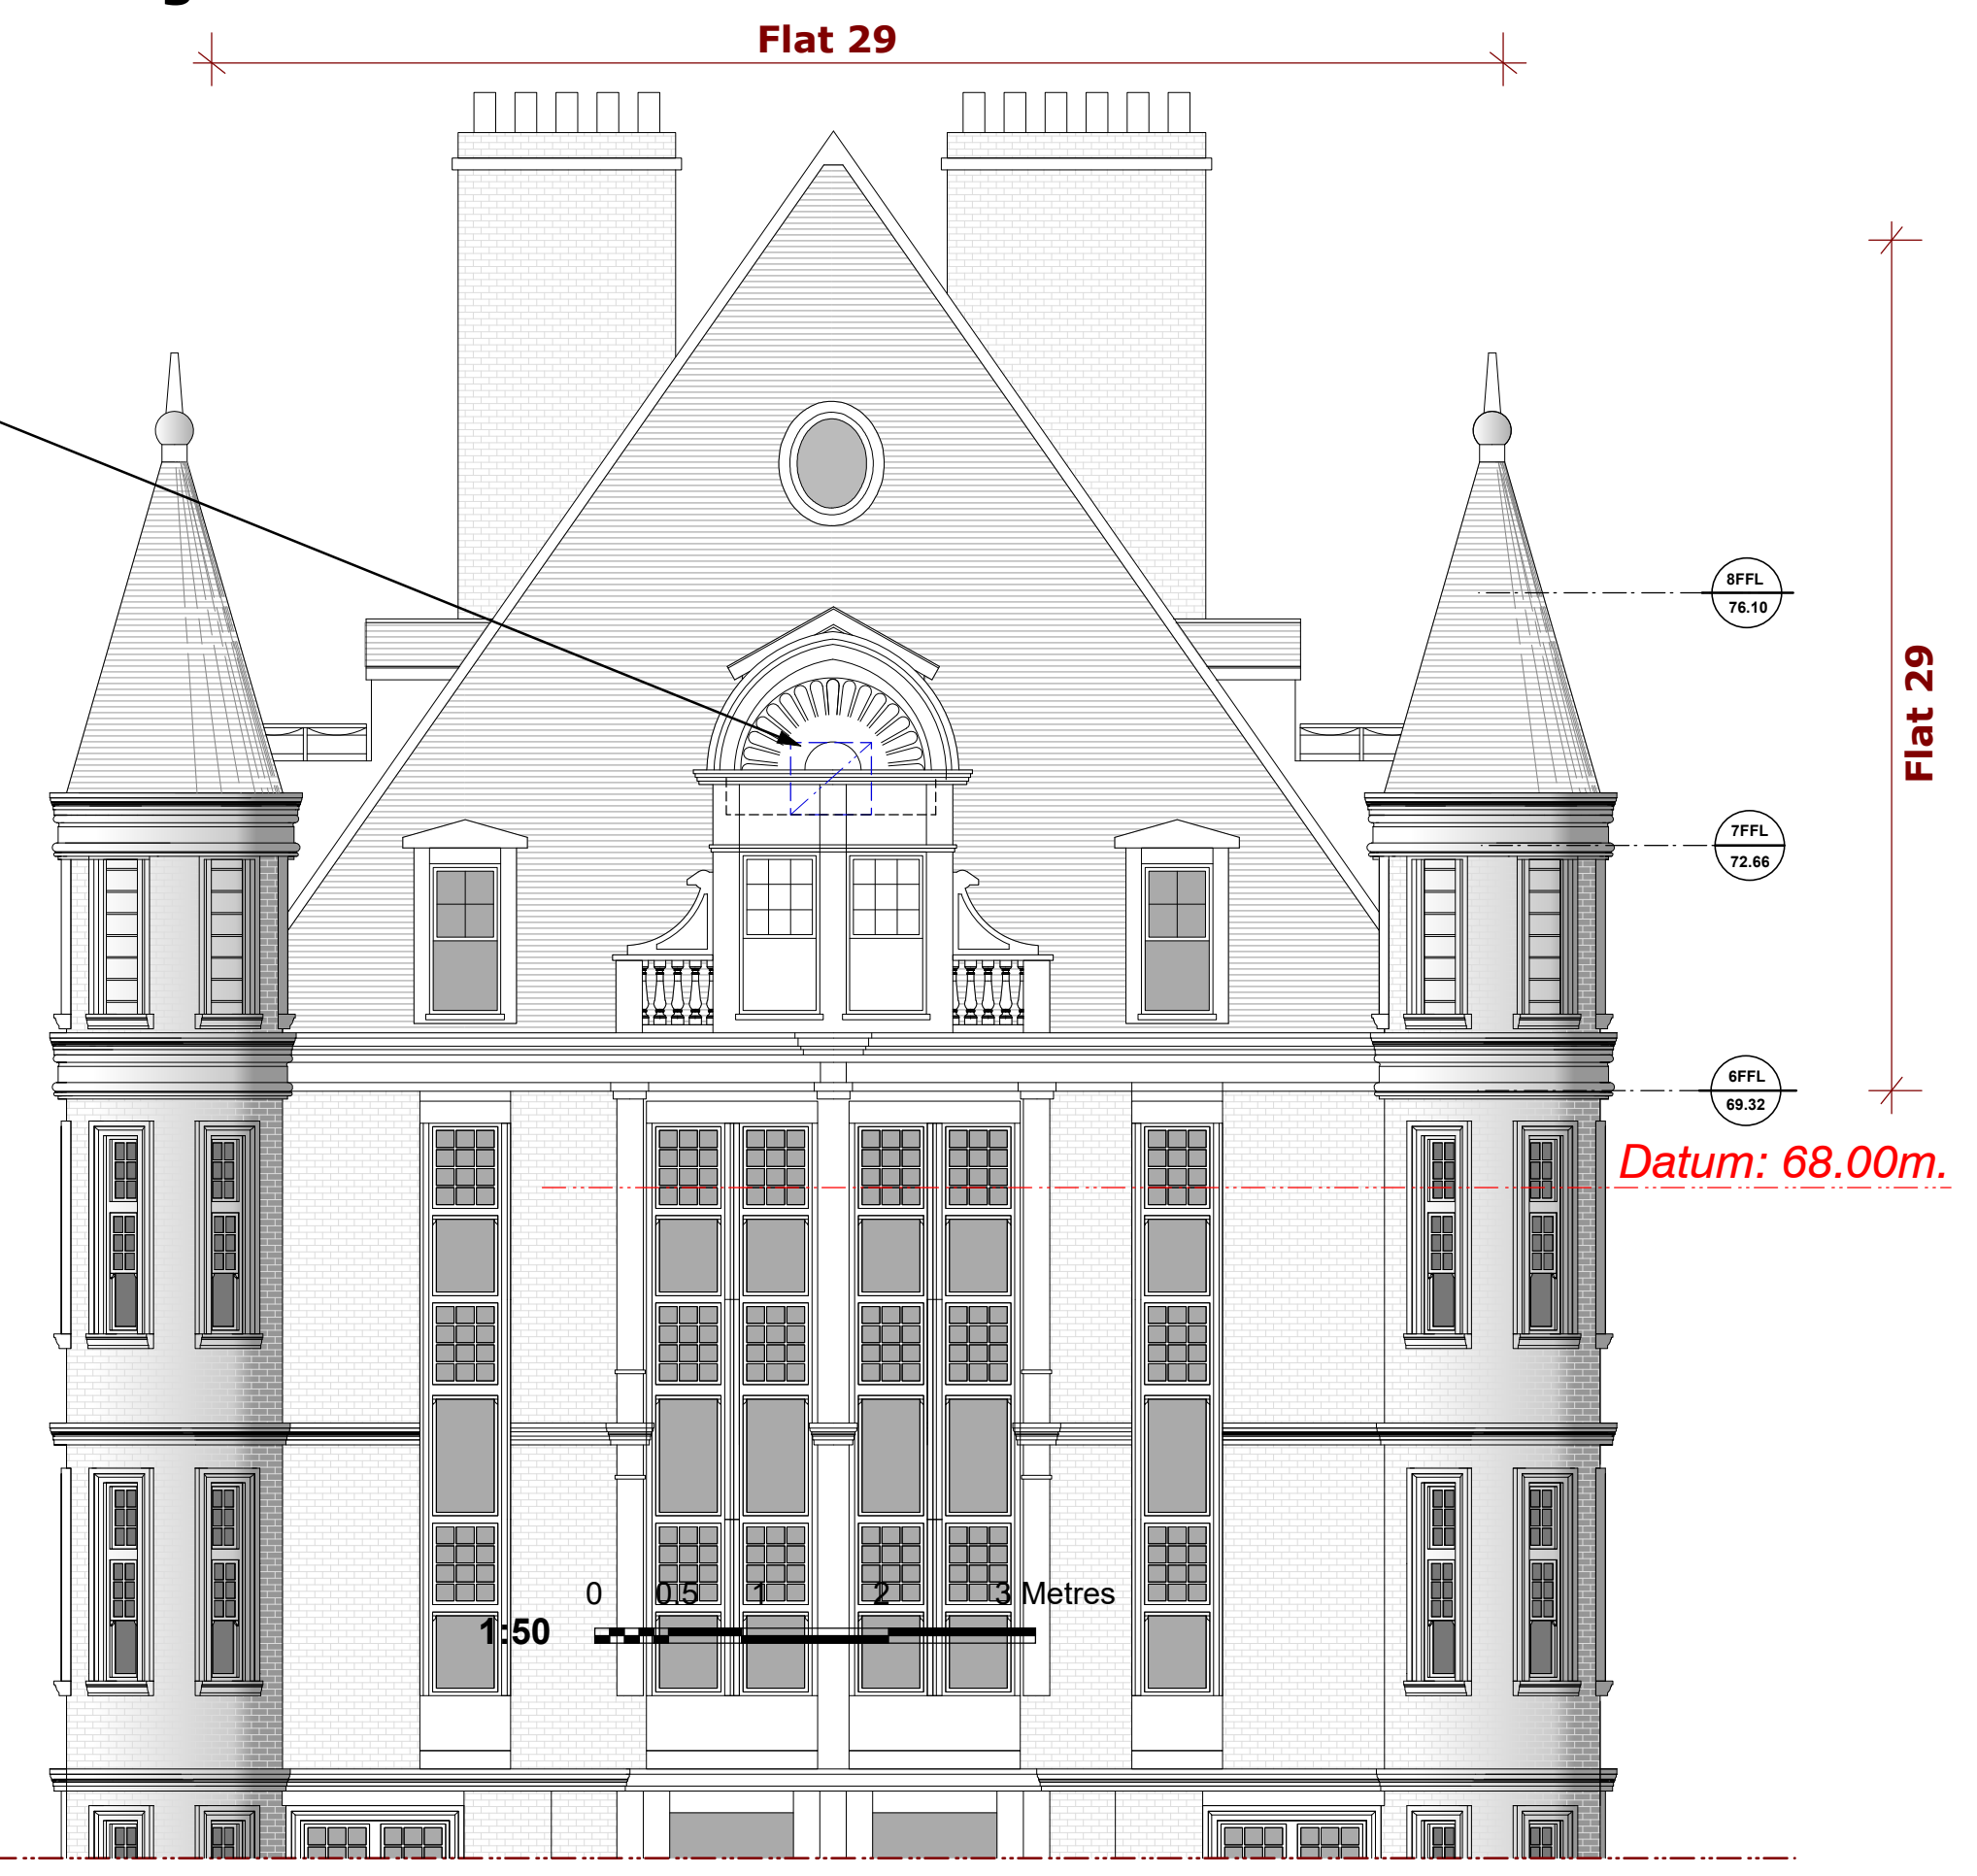 Flat 29
8FFL
76.10
Flat 29
7FFL
72.66
6FFL
69.32
Datum: 68.00m.
0 0.5 1 2 3 Metres
1:50